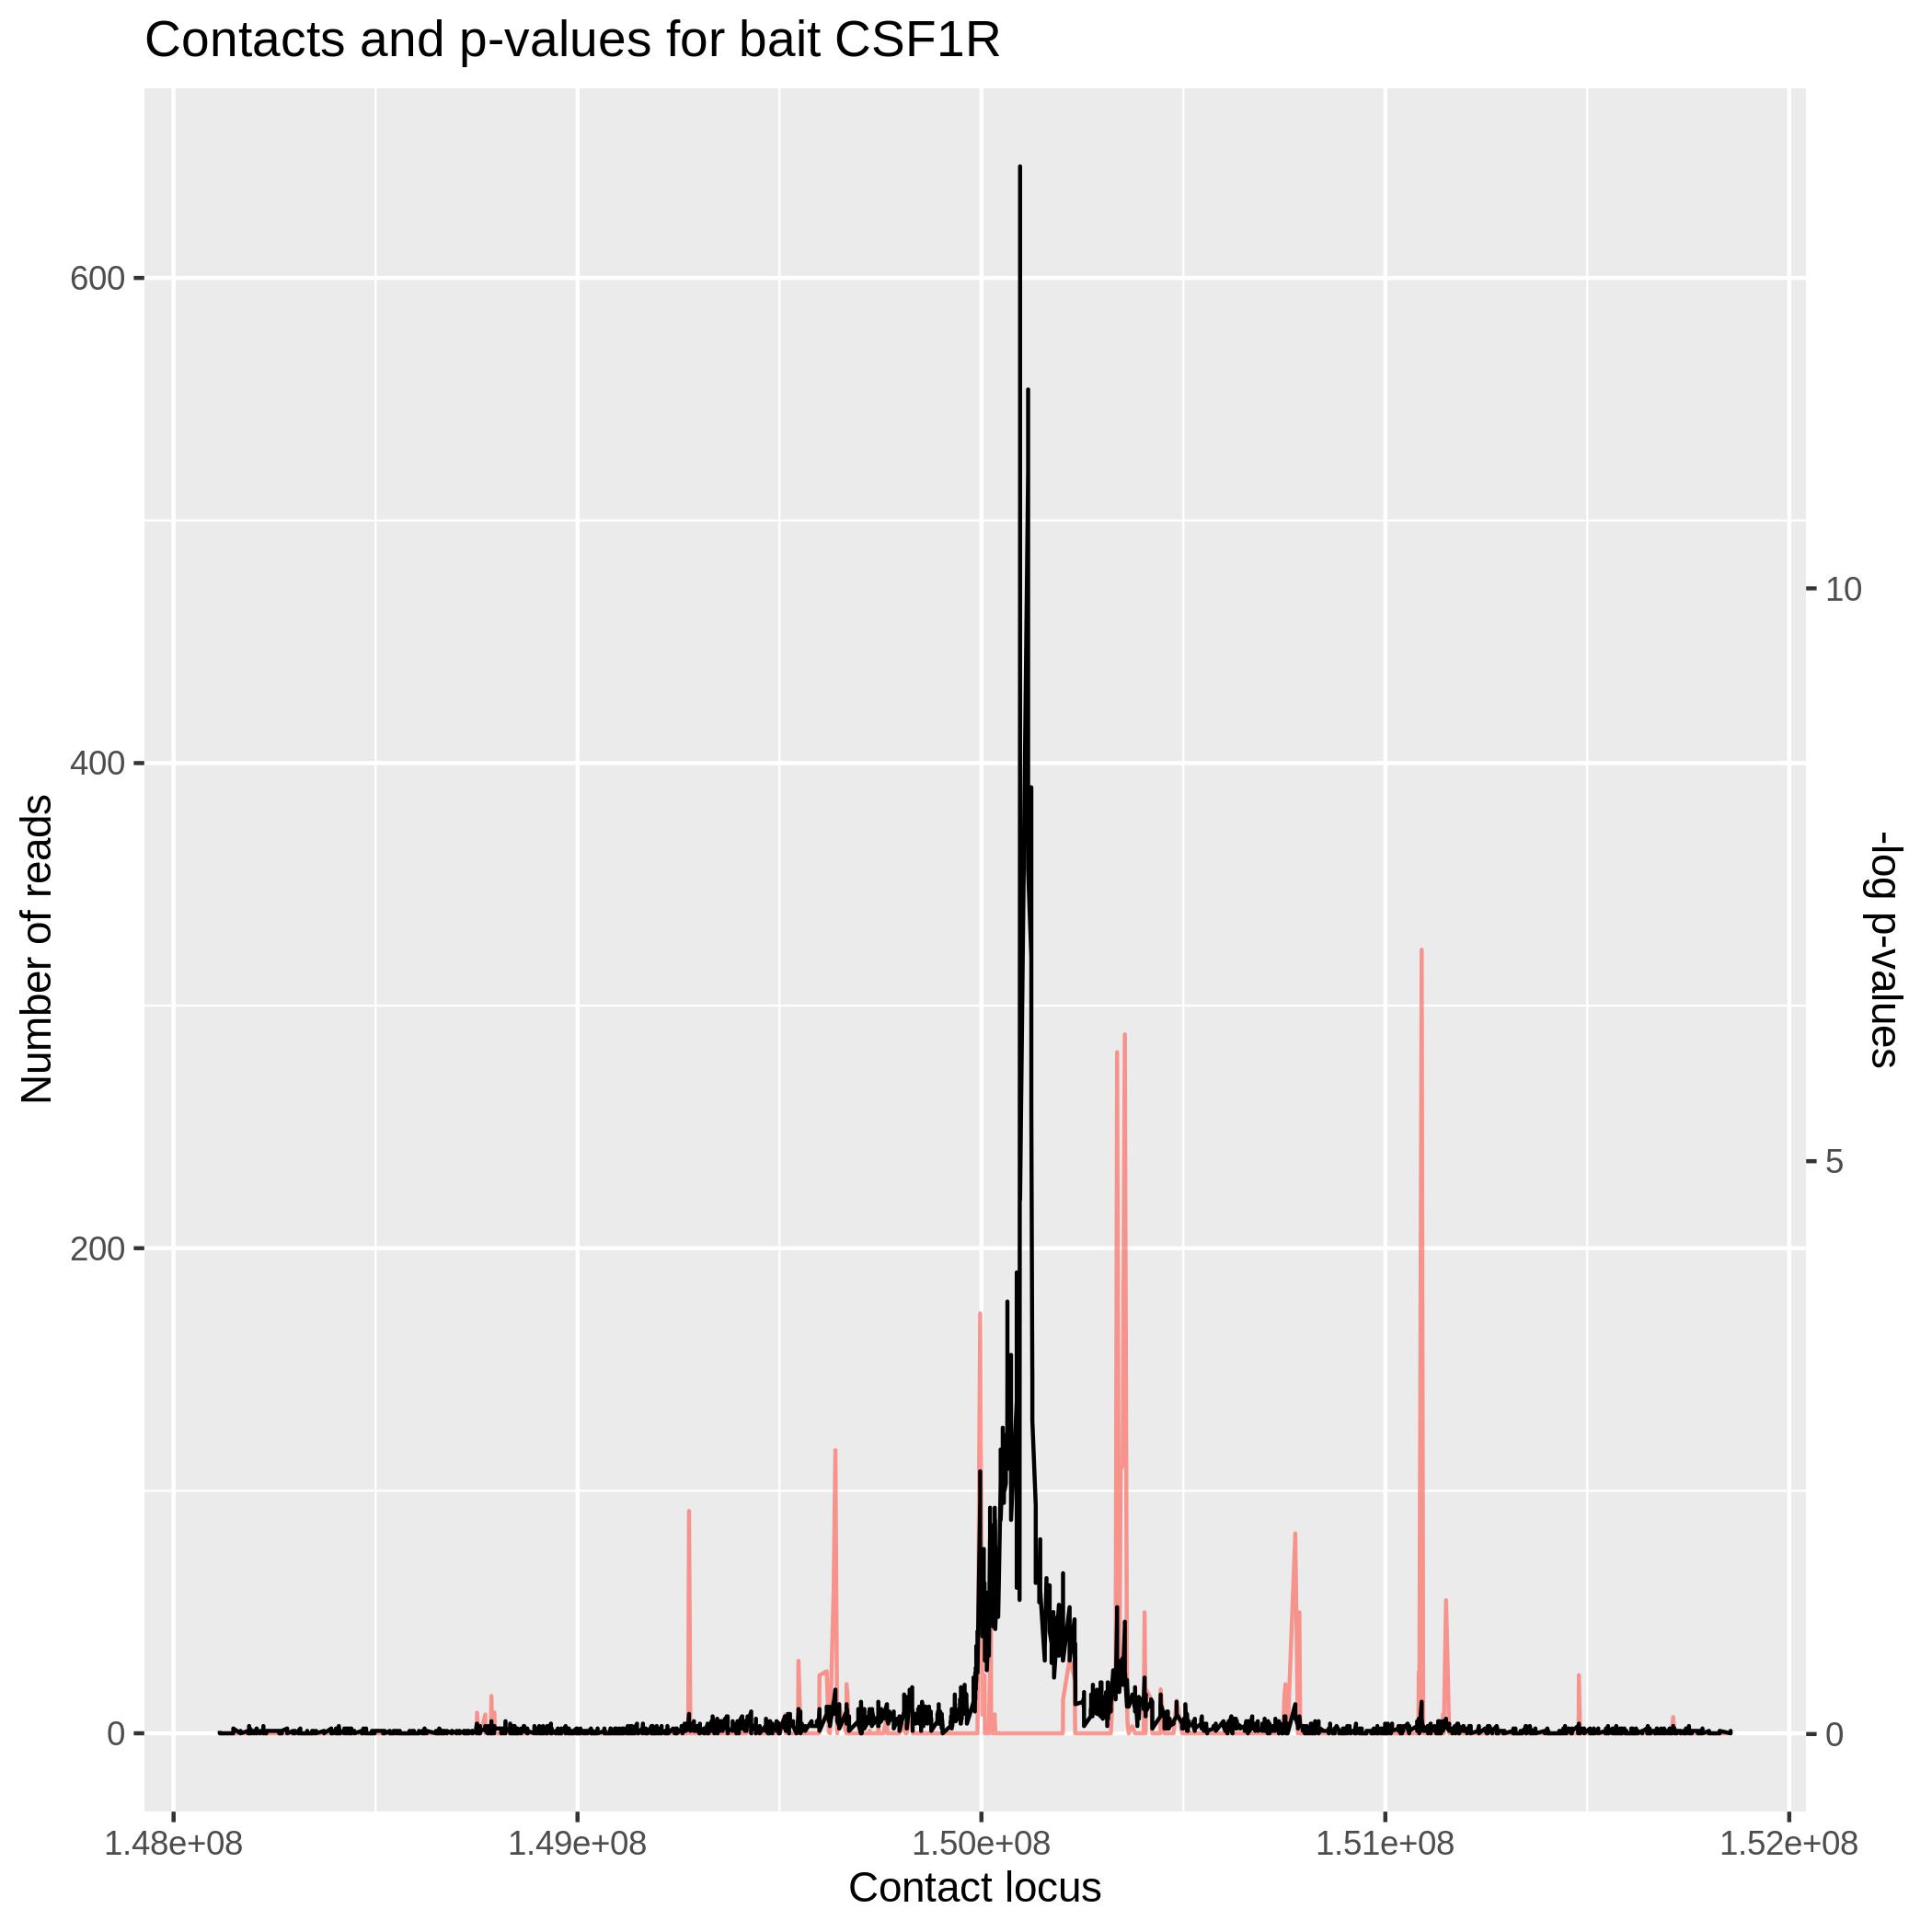 Contacts and p-values for bait CSF1R
600
400
200
0
Number of reads
10
5
0
-log p-values
1.48e+08
1.49e+08
1.50e+08
1.51e+08
1.52e+08
Contact locus